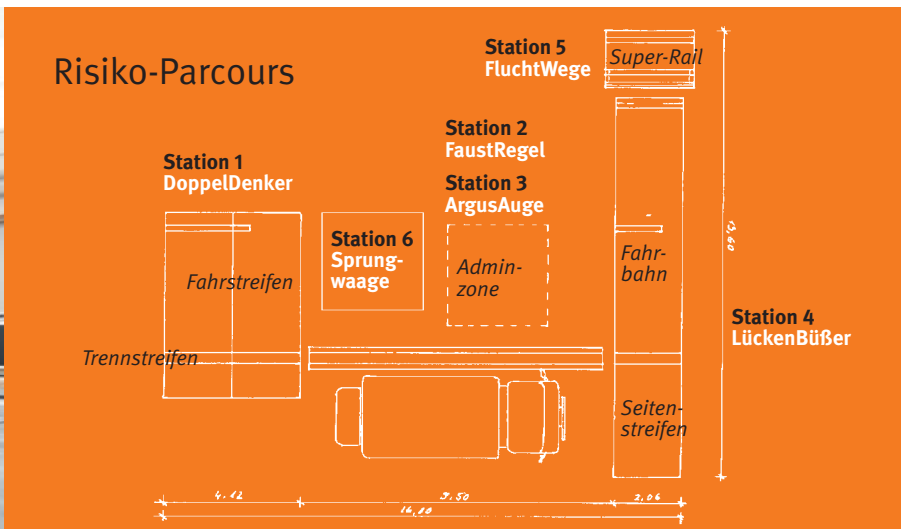 Risiko-Parcours
Station 5
FluchtWege
Super-Rail
Station 2
FaustRegel
Station 1
DoppelDenker
Station 3
ArgusAuge
Station 6
Sprung-
waage
Fahrstreifen
Admin-
zone
Fahr-
bahn
13,60
Station 4
LückenBüßer
Trennstreifen
Seiten-
streifen
4,12
9,50
2,06